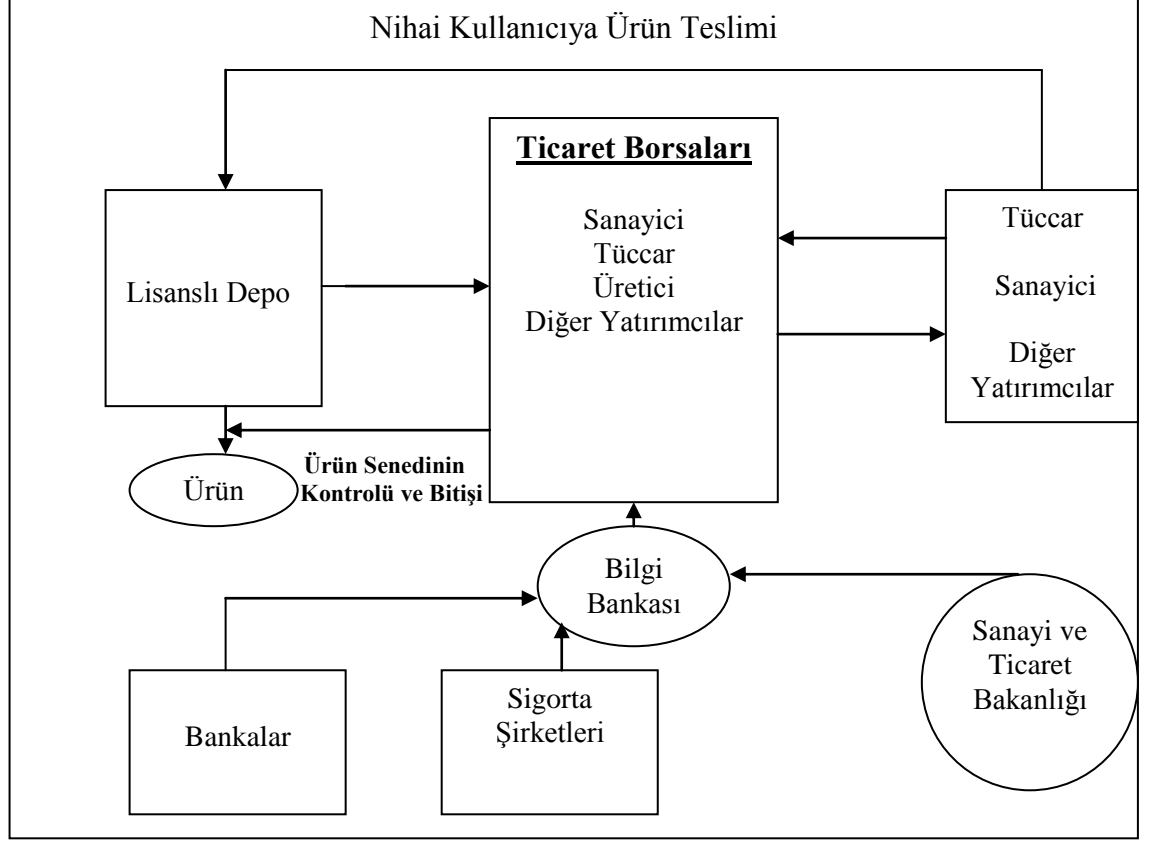 Nihai Kullanıcıya Ürün Teslimi
Ticaret Borsaları
Sanayici
Tüccar
Üretici
Diğer Yatırımcılar
Lisanslı Depo
Tüccar
Sanayici
Diğer
Yatırımcılar
Ürün Senedinin
Kontrolü ve Bitişi
Ürün
Bilgi
Bankası
Sanayi ve
Ticaret
Bakanlığı
Bankalar
Sigorta
Şirketleri